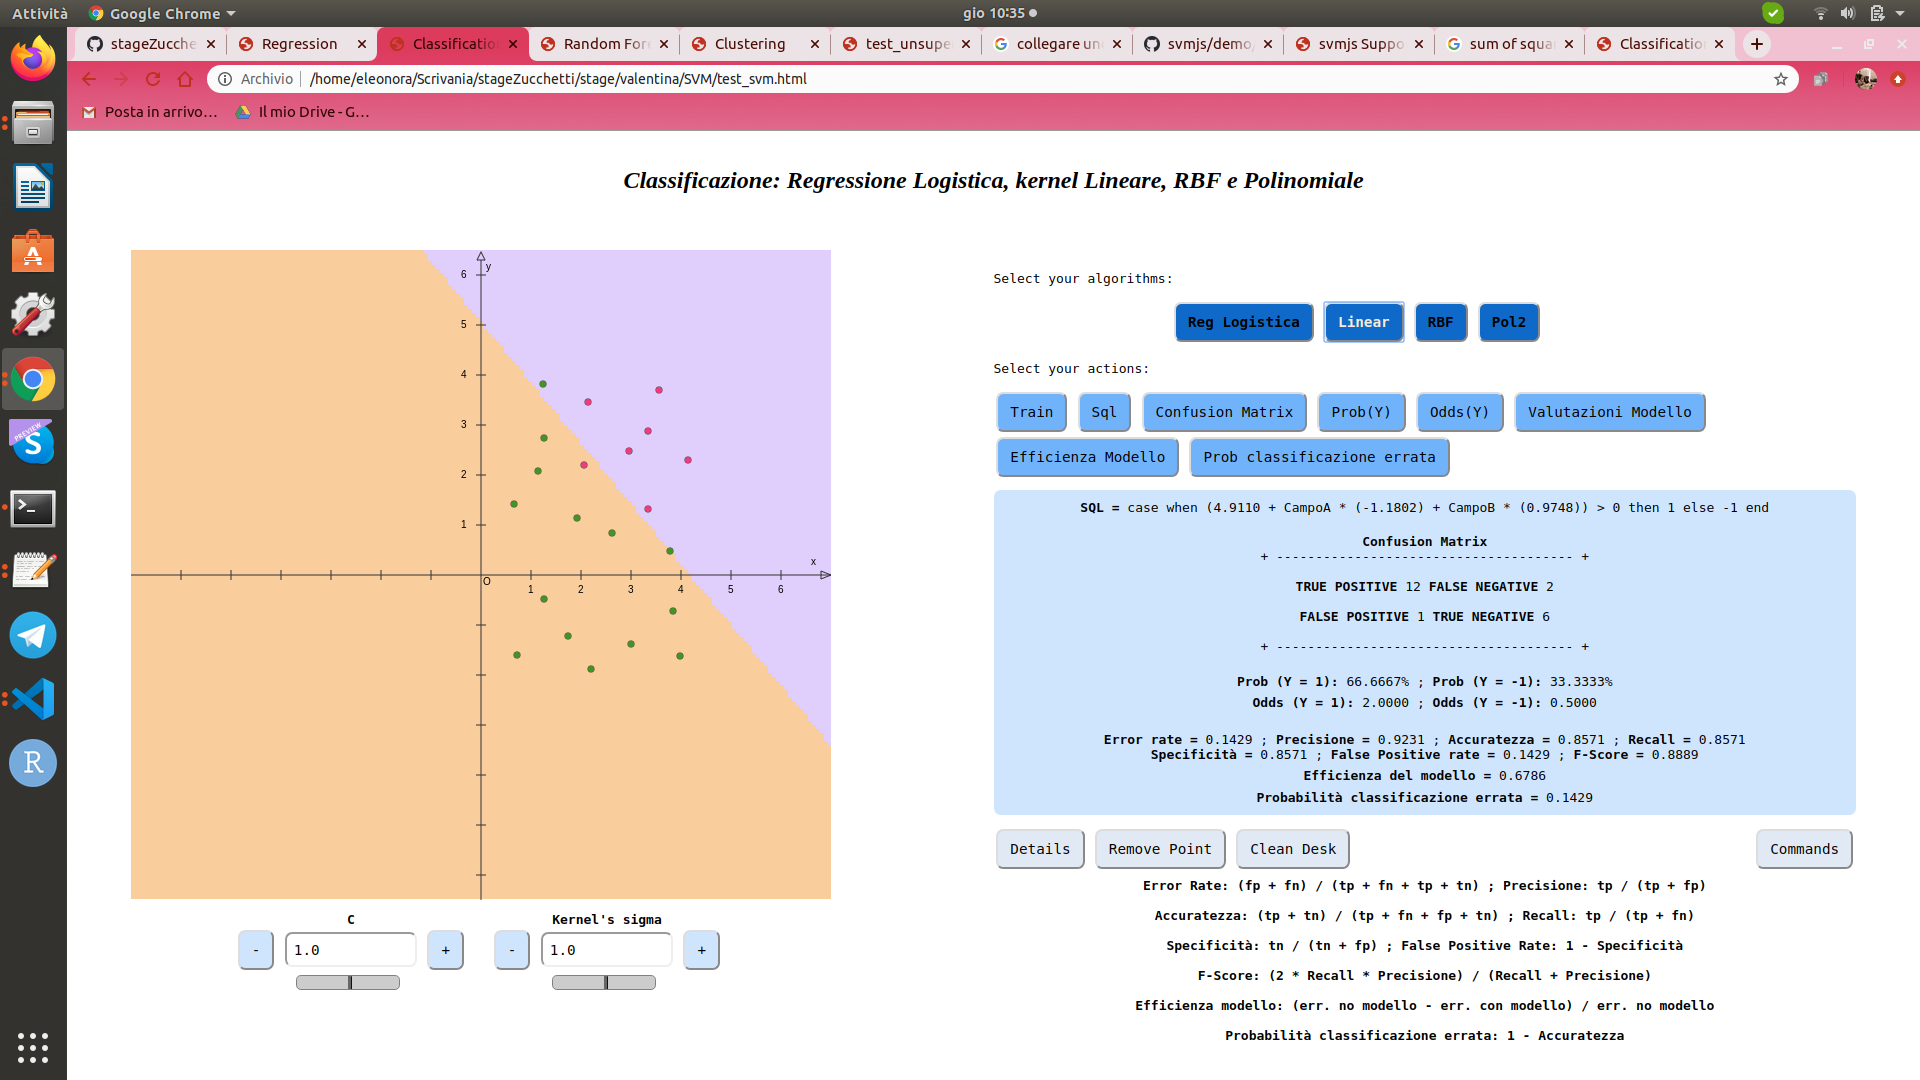 Attività Google Chrome gio 10:35
stageZucche Regression Classificatio Random For Clustering test_unsupe collegare un svmjs/demo/ svmjs Suppo sum of squa Classificatio
Archivio /home/eleonora/Scrivania/stageZucchetti/stage/valentina/SVM/test_svm.html
Posta in arrivo… Il mio Drive - G…
Classificazione: Regressione Logistica, kernel Lineare, RBF e Polinomiale
y
6
5
4
3
2
1
x
O
1 2 3 4 5 6
C Kernel's sigma
- 1.0 + - 1.0 +
Select your algorithms:
Reg Logistica Linear RBF Pol2
Select your actions:
Train Sql Confusion Matrix Prob(Y) Odds(Y) Valutazioni Modello
Efficienza Modello Prob classificazione errata
SQL = case when (4.9110 + CampoA * (-1.1802) + CampoB * (0.9748)) > 0 then 1 else -1 end
Confusion Matrix
+ -------------------------------------- +
TRUE POSITIVE 12 FALSE NEGATIVE 2
FALSE POSITIVE 1 TRUE NEGATIVE 6
+ -------------------------------------- +
Prob (Y = 1): 66.6667% ; Prob (Y = -1): 33.3333%
Odds (Y = 1): 2.0000 ; Odds (Y = -1): 0.5000
Error rate = 0.1429 ; Precisione = 0.9231 ; Accuratezza = 0.8571 ; Recall = 0.8571
Specificità = 0.8571 ; False Positive rate = 0.1429 ; F-Score = 0.8889
Efficienza del modello = 0.6786
Probabilità classificazione errata = 0.1429
Details Remove Point Clean Desk Commands
Error Rate: (fp + fn) / (tp + fn + tp + tn) ; Precisione: tp / (tp + fp)
Accuratezza: (tp + tn) / (tp + fn + fp + tn) ; Recall: tp / (tp + fn)
Specificità: tn / (tn + fp) ; False Positive Rate: 1 - Specificità
F-Score: (2 * Recall * Precisione) / (Recall + Precisione)
Efficienza modello: (err. no modello - err. con modello) / err. no modello
Probabilità classificazione errata: 1 - Accuratezza
PREVIEW
S
R